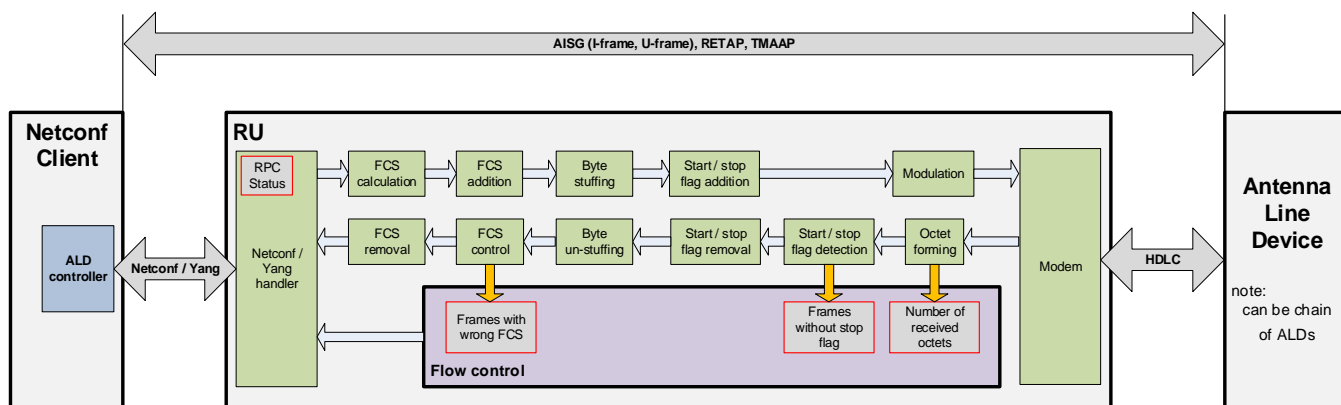 AISG (I-frame, U-frame), RETAP, TMAAP
Netconf
Client
ALD
controller
Netconf / Yang
RU
RPC
Status
Netconf /
Yang
handler
FCS
calculation
FCS
addition
Byte
stuffing
Start / stop
flag addition
Modulation
FCS
removal
FCS
control
Byte
un-stuffing
Start / stop
flag removal
Start / stop
flag detection
Octet
forming
Modem
Frames with
wrong FCS
Frames
without stop
flag
Number of
received
octets
Flow control
HDLC
Antenna
Line
Device
note:
can be chain
of ALDs